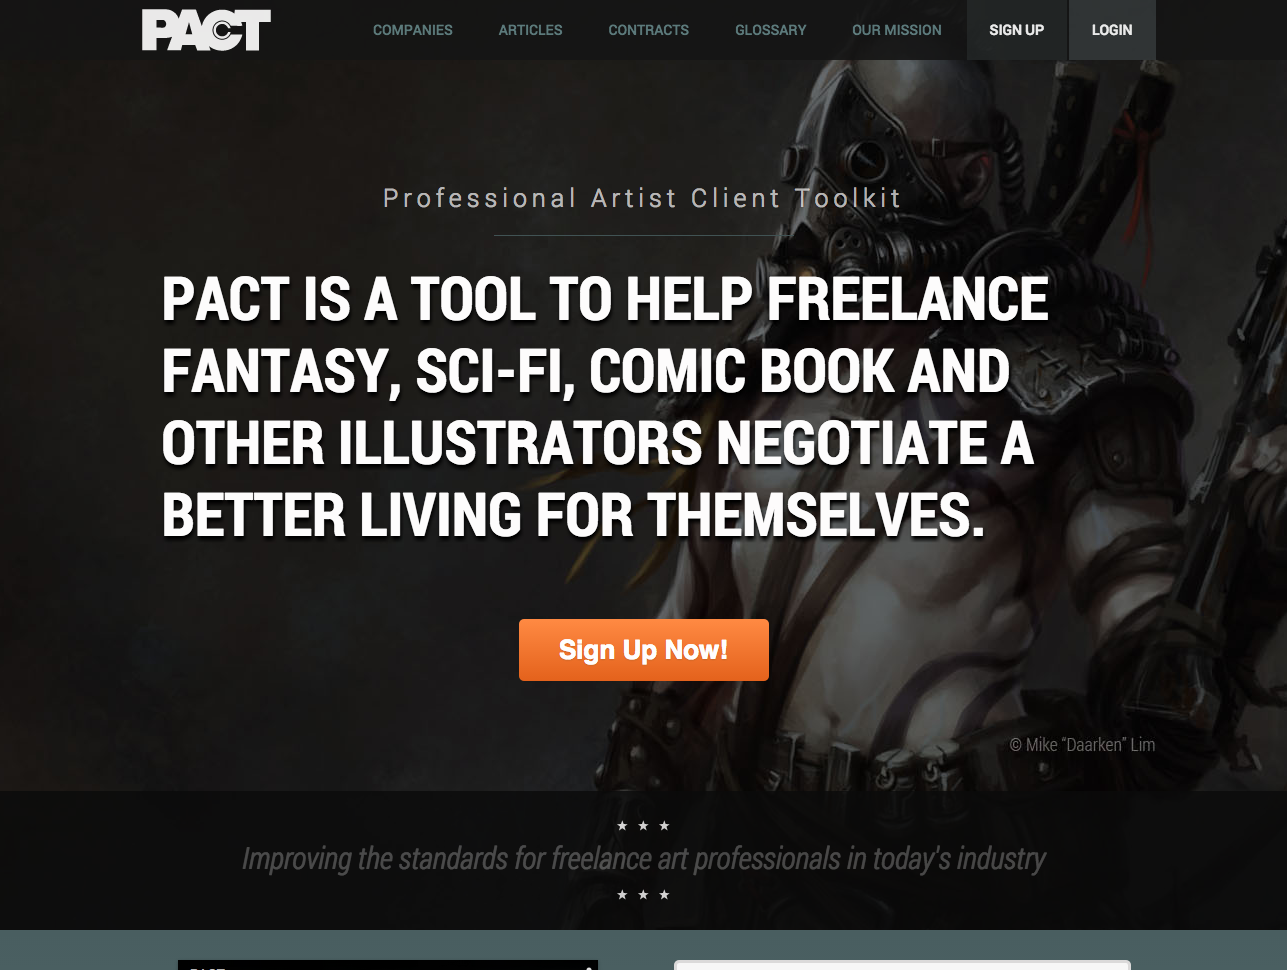 PACT
COMPANIES
ARTICLES
CONTRACTS
GLOSSARY
OUR MISSION
SIGN UP
LOGIN
Professional Artist Client Toolkit
PACT IS A TOOL TO HELP FREELANCE
FANTASY, SCI-FI, COMIC BOOK AND
OTHER ILLUSTRATORS NEGOTIATE A
BETTER LIVING FOR THEMSELVES.
Sign Up Now!
© Mike “Daarken” Lim
Improving the standards for freelance art professionals in today's industry